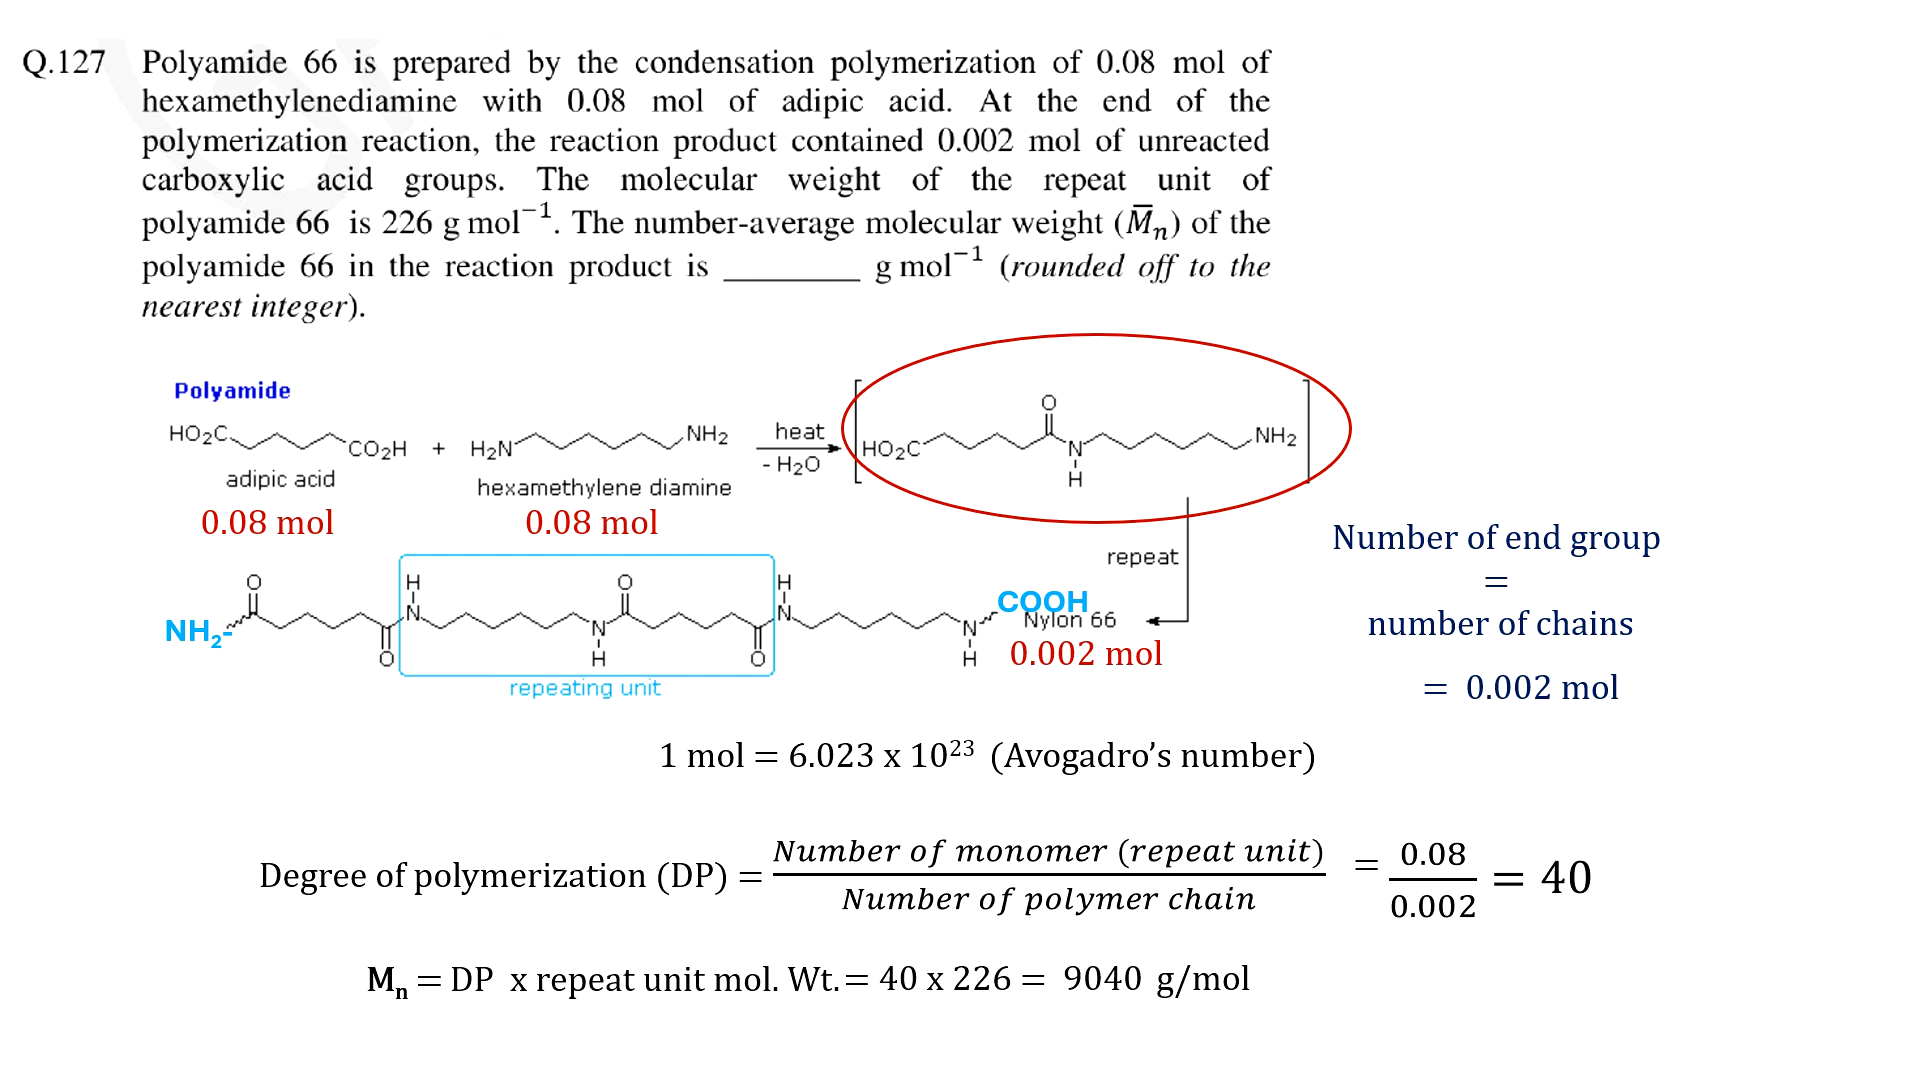 Q.127 Polyamide 66 is prepared by the condensation polymerization of 0.08 mol of
hexamethylenediamine with 0.08 mol of adipic acid. At the end of the
polymerization reaction, the reaction product contained 0.002 mol of unreacted
carboxylic acid groups. The molecular weight of the repeat unit of
polyamide 66 is 226 g mol⁻¹. The number-average molecular weight (M̅ₙ) of the
polyamide 66 in the reaction product is ________ g mol⁻¹ (rounded off to the
nearest integer).
Polyamide
HO₂C CO₂H + H₂N NH₂ heat - H₂O HO₂C O N H NH₂
adipic acid hexamethylene diamine
0.08 mol 0.08 mol
repeat
O H N O N H O H N O N H
NH₂- COOH
Nylon 66
0.002 mol
repeating unit
Number of end group
=
number of chains
= 0.002 mol
1 mol = 6.023 x 10²³ (Avogadro’s number)
Degree of polymerization (DP) = Number of monomer (repeat unit) / Number of polymer chain = 0.08 / 0.002 = 40
Mₙ = DP x repeat unit mol. Wt. = 40 x 226 = 9040 g/mol